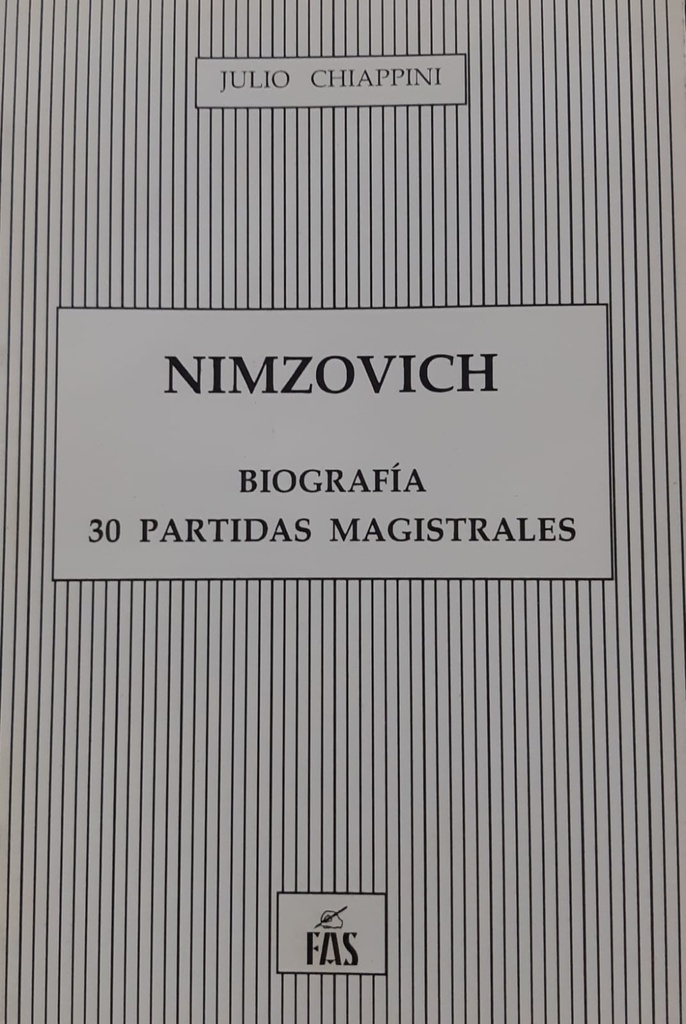 JULIO CHIAPPINI
NIMZOVICH
BIOGRAFÍA
30 PARTIDAS MAGISTRALES
FAS